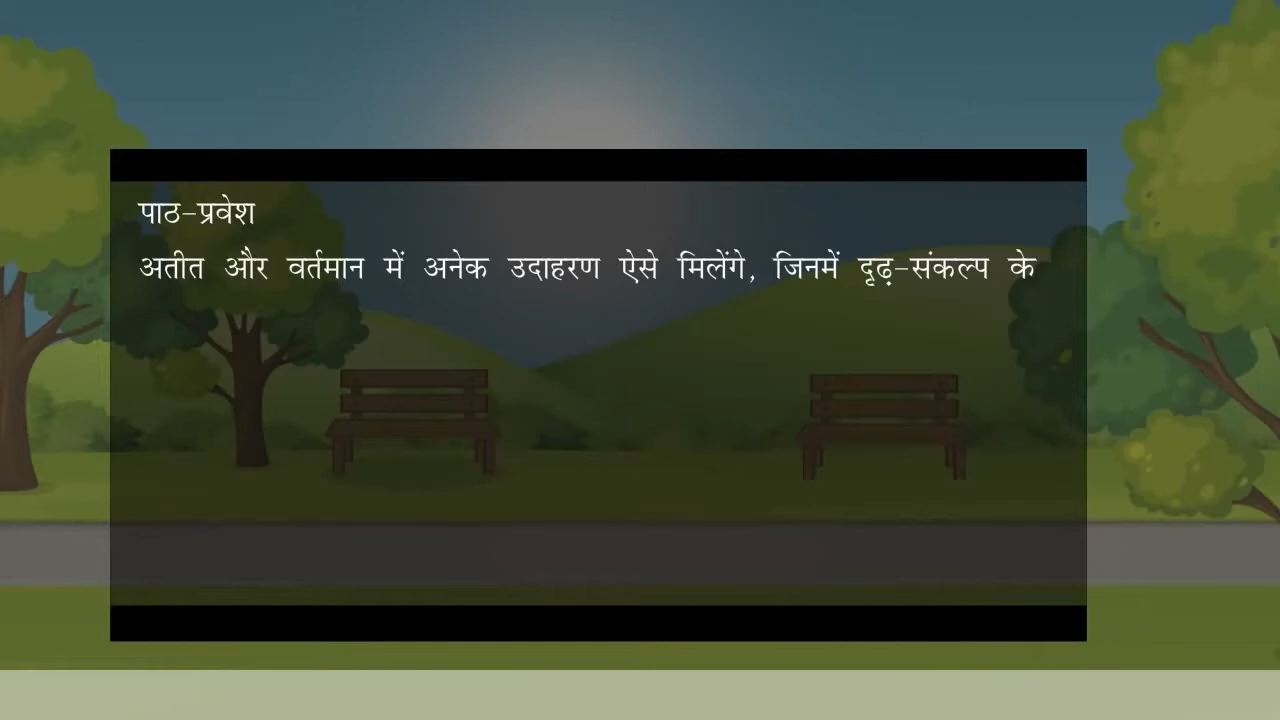 पाठ-प्रवेश
अतीत और वर्तमान में अनेक उदाहरण ऐसे मिलेंगे, जिनमें दृढ़-संकल्प के